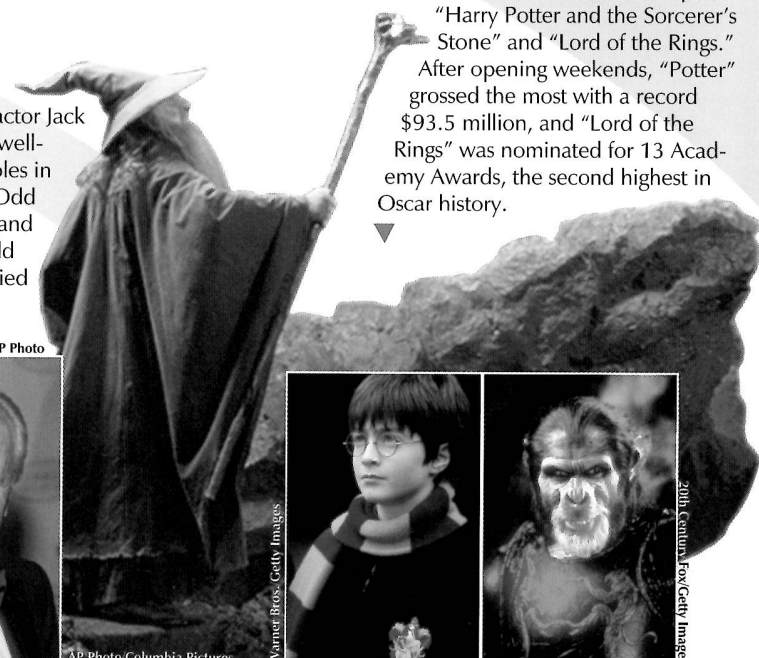 “Harry Potter and the Sorcerer’s
Stone” and “Lord of the Rings.”
After opening weekends, “Potter”
grossed the most with a record
$93.5 million, and “Lord of the
Rings” was nominated for 13 Acad-
emy Awards, the second highest in
Oscar history.
actor Jack
well-
oles in
Odd
and
ld
ied
P Photo
AP Photo/Columbia Pictures
Warner Bros. Getty Images
20th Century Fox/Getty Image